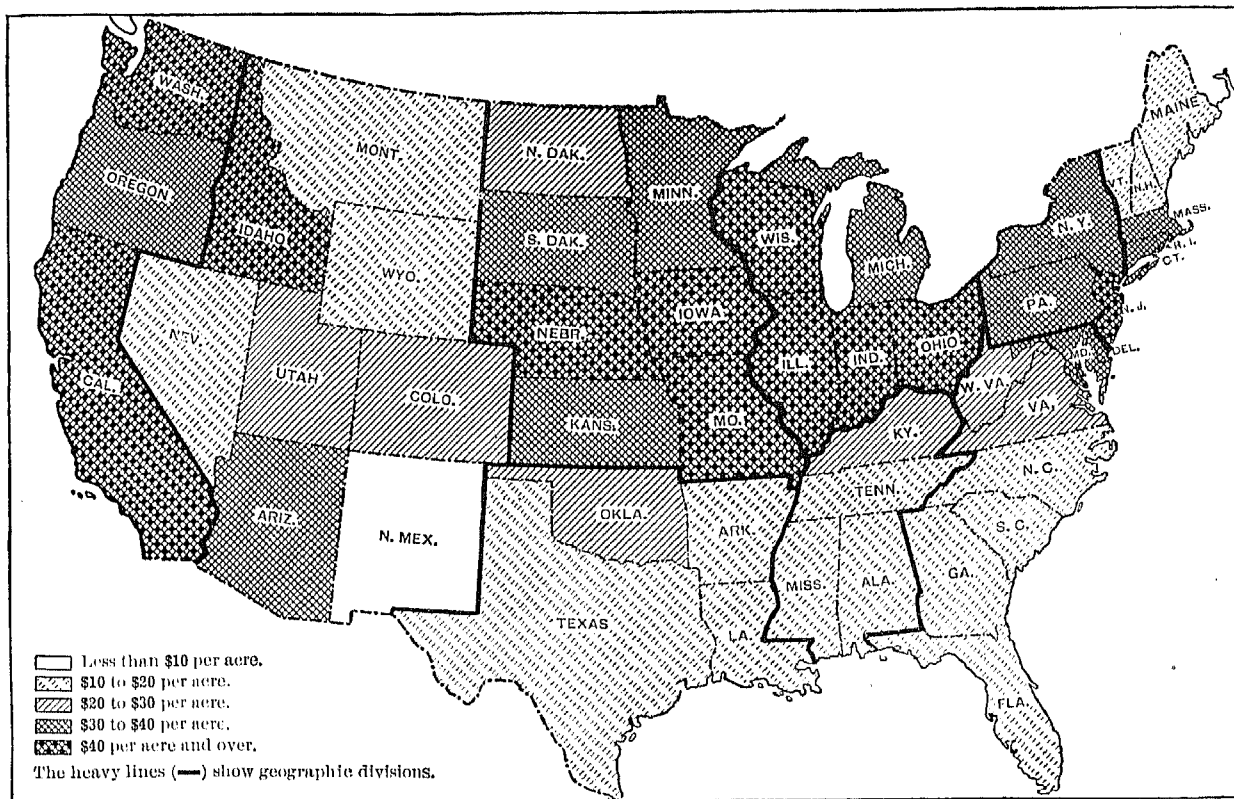 WASH.
MONT.
N. DAK.
MINN.
MAINE
OREGON
IDAHO
S. DAK.
WIS.
MICH.
VT.
N.H.
N.Y.
MASS.
R. I.
CT.
WYO.
NEBR.
IOWA
PA.
N. J.
NEV.
UTAH
COLO.
ILL.
IND.
OHIO
MD.
DEL.
CAL.
KANS.
MO.
KY.
W. VA.
VA.
ARIZ.
N. MEX.
OKLA.
ARK.
TENN.
N. C.
S. C.
TEXAS
LA.
MISS.
ALA.
GA.
FLA.
Less than $10 per acre.
$10 to $20 per acre.
$20 to $30 per acre.
$30 to $40 per acre.
$40 per acre and over.
The heavy lines (—) show geographic divisions.